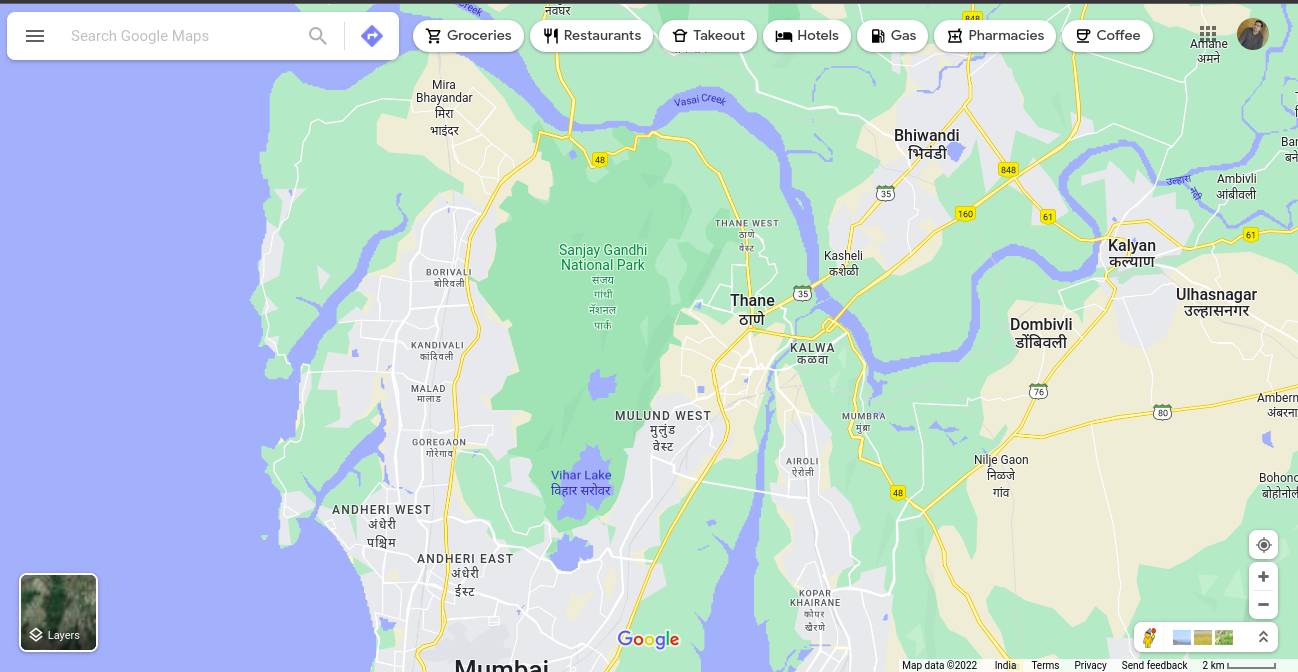 Search Google Maps
Groceries
Restaurants
Takeout
Hotels
Gas
Pharmacies
Coffee
नवघर
848
Amane
अमने
Mira
Bhayandar
मिरा
भाइंदर
Vasai Creek
Bhiwandi
भिवंडी
48
848
35
160
61
61
उल्हास
नदी
Ambivli
आंबीवली
THANE WEST
ठाणे
वेस्ट
Sanjay Gandhi
National Park
संजय
गांधी
नॅशनल
पार्क
Kasheli
कशेळी
Kalyan
कल्याण
BORIVALI
बोरिवली
Thane
ठाणे
35
Ulhasnagar
उल्हासनगर
Dombivli
डोंबिवली
KANDIVALI
कांदिवली
KALWA
कळवा
MALAD
मालाड
76
80
Ambern
अंबरना
MULUND WEST
मुलुंड
वेस्ट
MUMBRA
मुंब्रा
GOREGAON
गोरेगाव
AIROLI
ऐरोली
Nilje Gaon
निळजे
गांव
Vihar Lake
विहार सरोवर
48
Bohono
बोहोनोली
ANDHERI WEST
अंधेरी
पश्चिम
ANDHERI EAST
अंधेरी
ईस्ट
KOPAR
KHAIRANE
कोपर
खैरणे
Layers
Google
Mumbai
Map data ©2022
India
Terms
Privacy
Send feedback
2 km